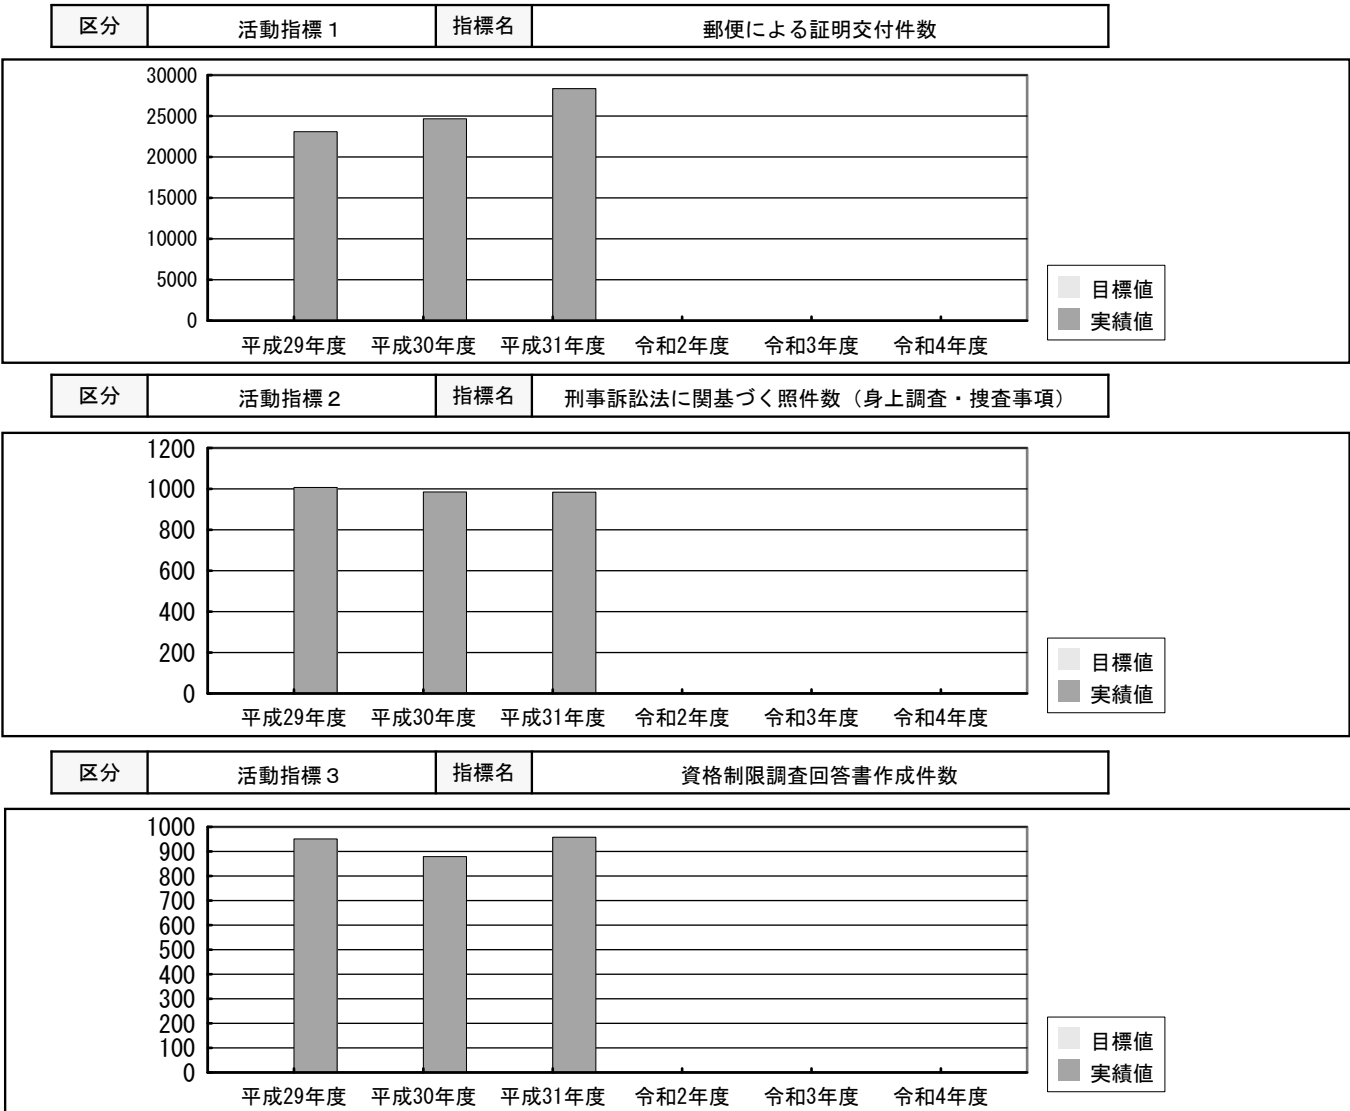 区分 活動指標１ 指標名 郵便による証明交付件数
30000
25000
20000
15000
10000
5000
0
平成29年度 平成30年度 平成31年度 令和2年度 令和3年度 令和4年度
目標値
実績値
区分 活動指標２ 指標名 刑事訴訟法に関基づく照件数（身上調査・捜査事項）
1200
1000
800
600
400
200
0
平成29年度 平成30年度 平成31年度 令和2年度 令和3年度 令和4年度
目標値
実績値
区分 活動指標３ 指標名 資格制限調査回答書作成件数
1000
900
800
700
600
500
400
300
200
100
0
平成29年度 平成30年度 平成31年度 令和2年度 令和3年度 令和4年度
目標値
実績値